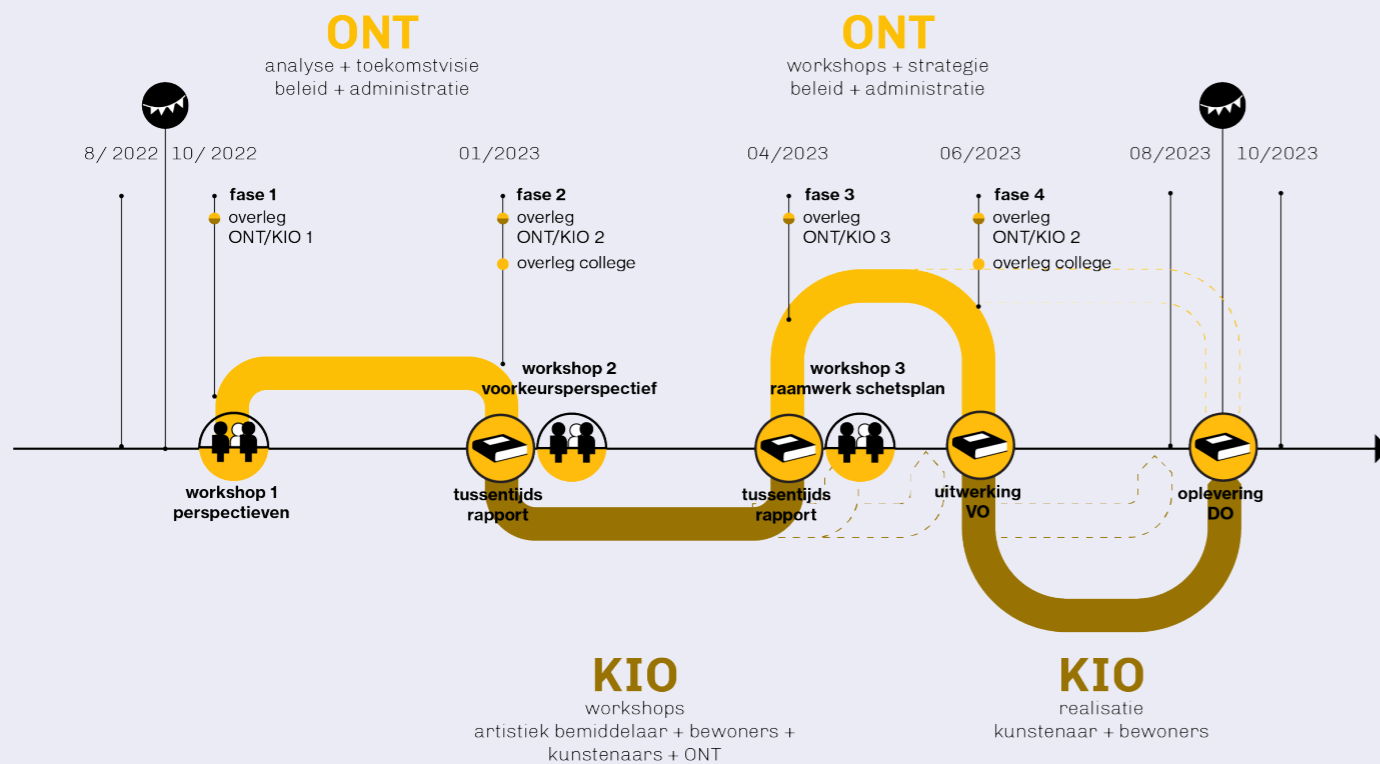 ONT
analyse + toekomstvisie
beleid + administratie
ONT
workshops + strategie
beleid + administratie
8/ 2022
10/ 2022
01/2023
04/2023
06/2023
08/2023
10/2023
fase 1
overleg
ONT/KIO 1
fase 2
overleg
ONT/KIO 2
overleg college
fase 3
overleg
ONT/KIO 3
fase 4
overleg
ONT/KIO 2
overleg college
workshop 2
voorkeursperspectief
workshop 3
raamwerk schetsplan
workshop 1
perspectieven
tussentijds
rapport
tussentijds
rapport
uitwerking
VO
oplevering
DO
KIO
workshops
artistiek bemiddelaar + bewoners +
kunstenaars + ONT
KIO
realisatie
kunstenaar + bewoners